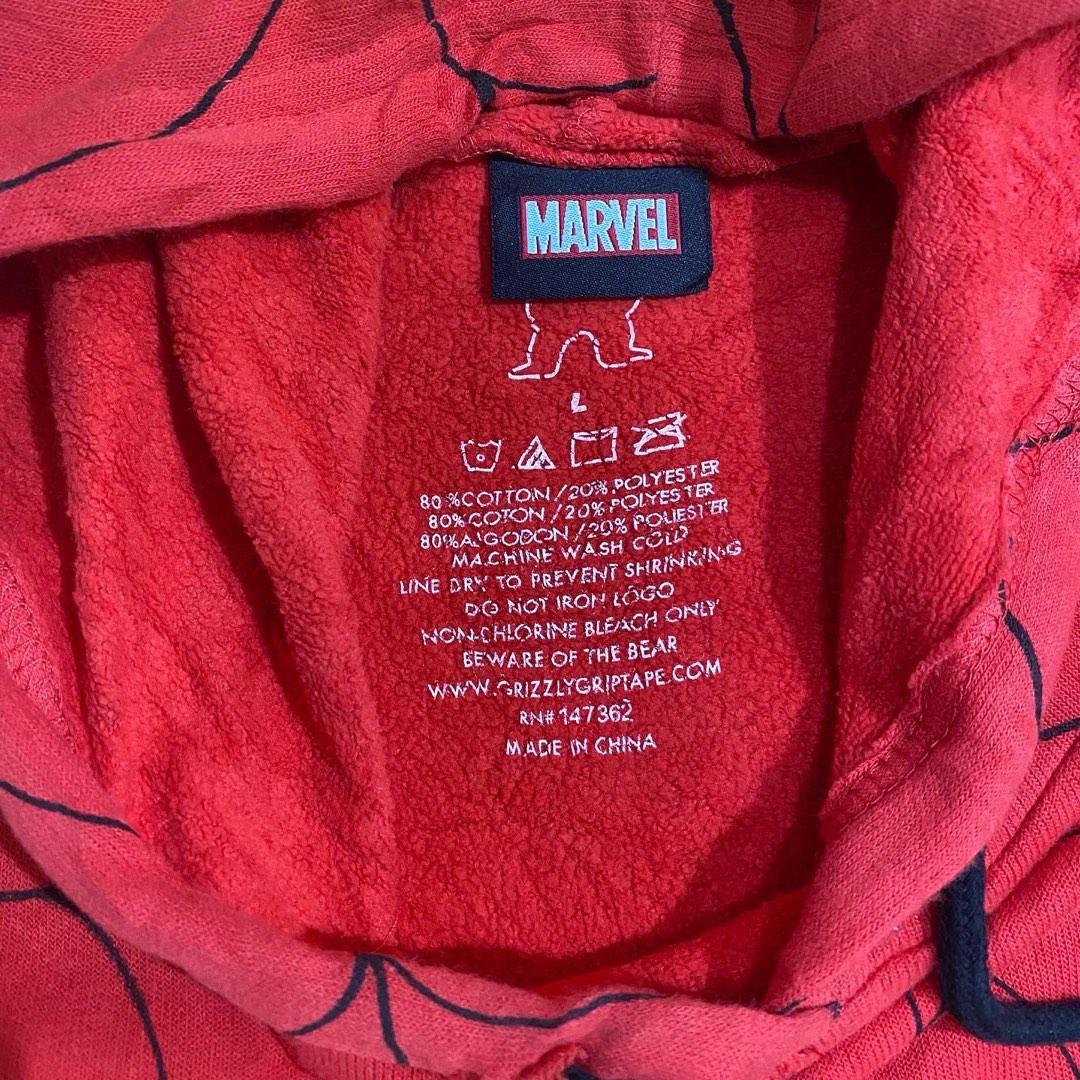 MARVEL
L
80%COTTON/20% POLYESTER
80%COTON/20% POLYESTER
80%ALGODON/20% POLIESTER
MACHINE WASH COLD
LINE DRY TO PREVENT SHRINKING
DO NOT IRON LOGO
NON-CHLORINE BLEACH ONLY
BEWARE OF THE BEAR
WWW.GRIZZLYGRIPTAPE.COM
RN# 147362
MADE IN CHINA